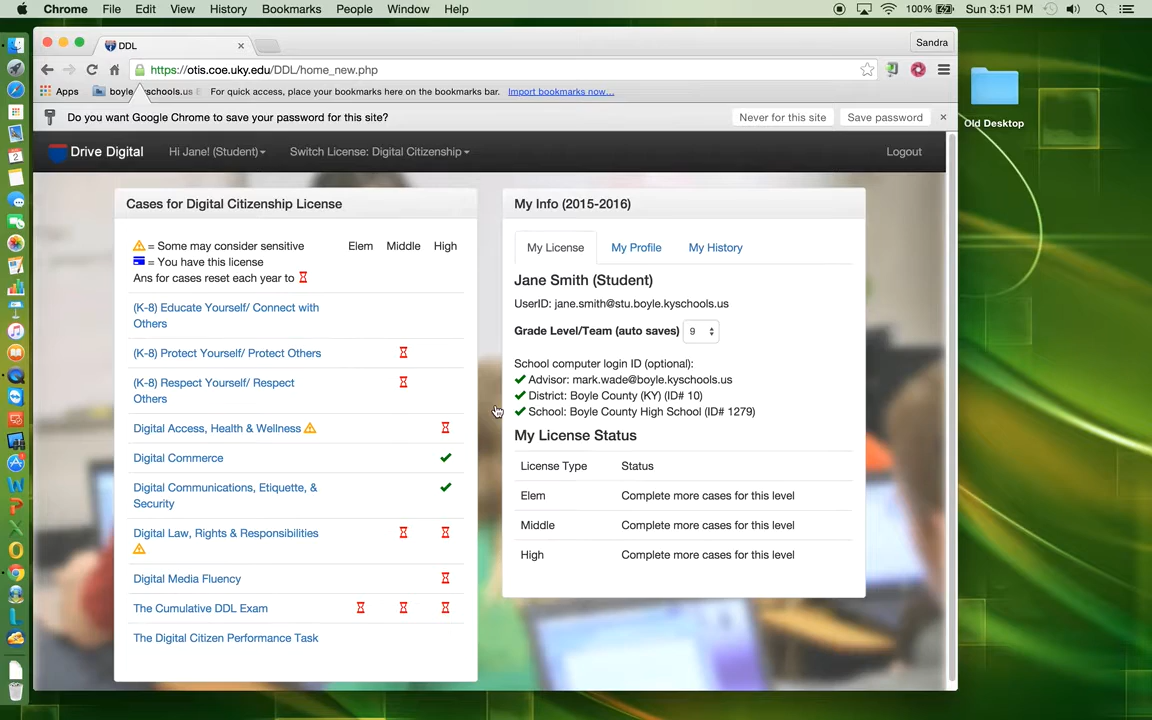 Chrome File Edit View History Bookmarks People Window Help 100% Sun 3:51 PM
DDL Sandra
https://otis.coe.uky.edu/DDL/home_new.php
Apps For quick access, place your bookmarks here on the bookmarks bar. Import bookmarks now...
Do you want Google Chrome to save your password for this site? Never for this site Save password
Old Desktop
Drive Digital Hi Jane! (Student) Switch License: Digital Citizenship Logout
Cases for Digital Citizenship License
= Some may consider sensitive Elem Middle High
= You have this license
Ans for cases reset each year to
(K-8) Educate Yourself/ Connect with
Others
(K-8) Protect Yourself/ Protect Others
(K-8) Respect Yourself/ Respect
Others
Digital Access, Health & Wellness
Digital Commerce
Digital Communications, Etiquette, &
Security
Digital Law, Rights & Responsibilities
Digital Media Fluency
The Cumulative DDL Exam
The Digital Citizen Performance Task
My Info (2015-2016)
My License My Profile My History
Jane Smith (Student)
UserID: jane.smith@stu.boyle.kyschools.us
Grade Level/Team (auto saves) 9
School computer login ID (optional):
Advisor: mark.wade@boyle.kyschools.us
District: Boyle County (KY) (ID# 10)
School: Boyle County High School (ID# 1279)
My License Status
License Type Status
Elem Complete more cases for this level
Middle Complete more cases for this level
High Complete more cases for this level